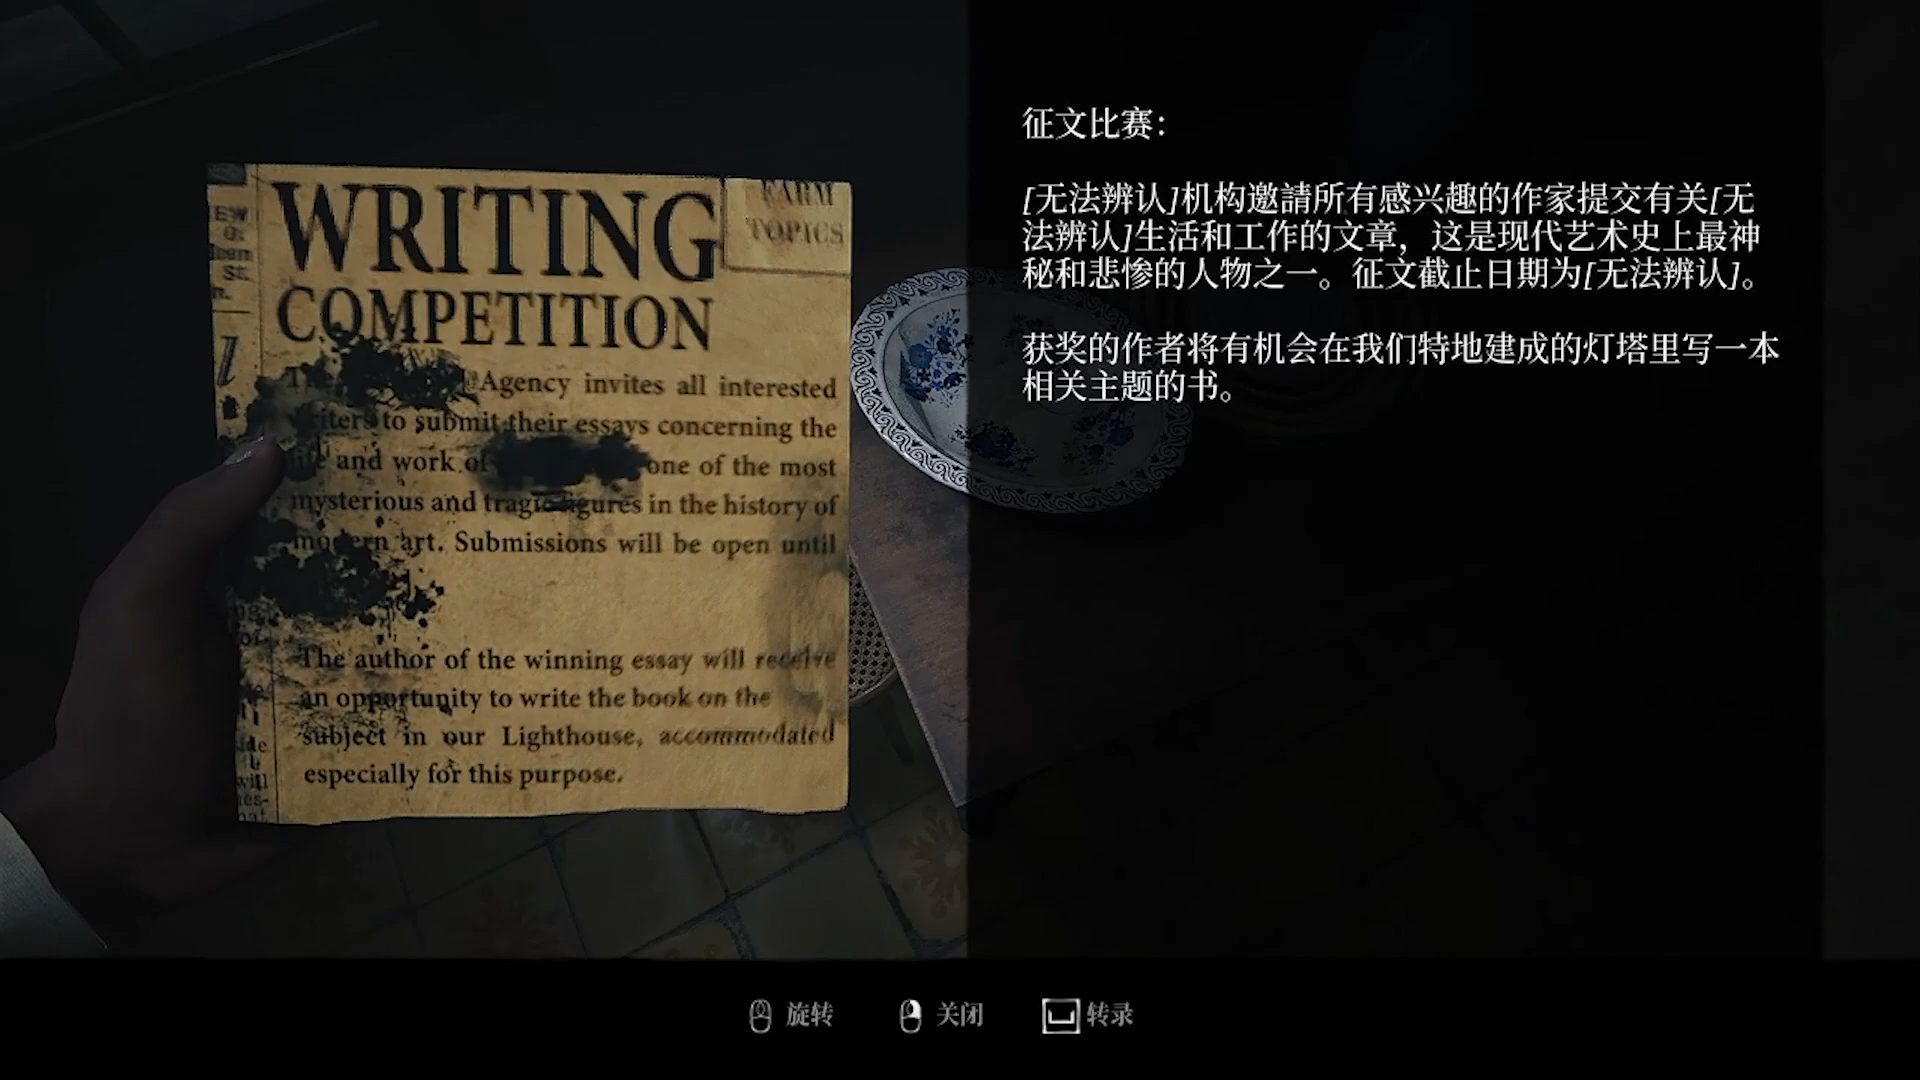 WRITING
COMPETITION
FARM
TOPICS
Agency invites all interested
to submit their essays concerning the
life and work of one of the most
mysterious and tragic figures in the history of
modern art. Submissions will be open until
The author of the winning essay will receive
an opportunity to write the book on the
subject in our Lighthouse, accommodated
especially for this purpose.
征文比赛：
[无法辨认]机构邀請所有感兴趣的作家提交有关[无
法辨认]生活和工作的文章，这是现代艺术史上最神
秘和悲惨的人物之一。征文截止日期为[无法辨认]。
获奖的作者将有机会在我们特地建成的灯塔里写一本
相关主题的书。
旋转
关闭
转录